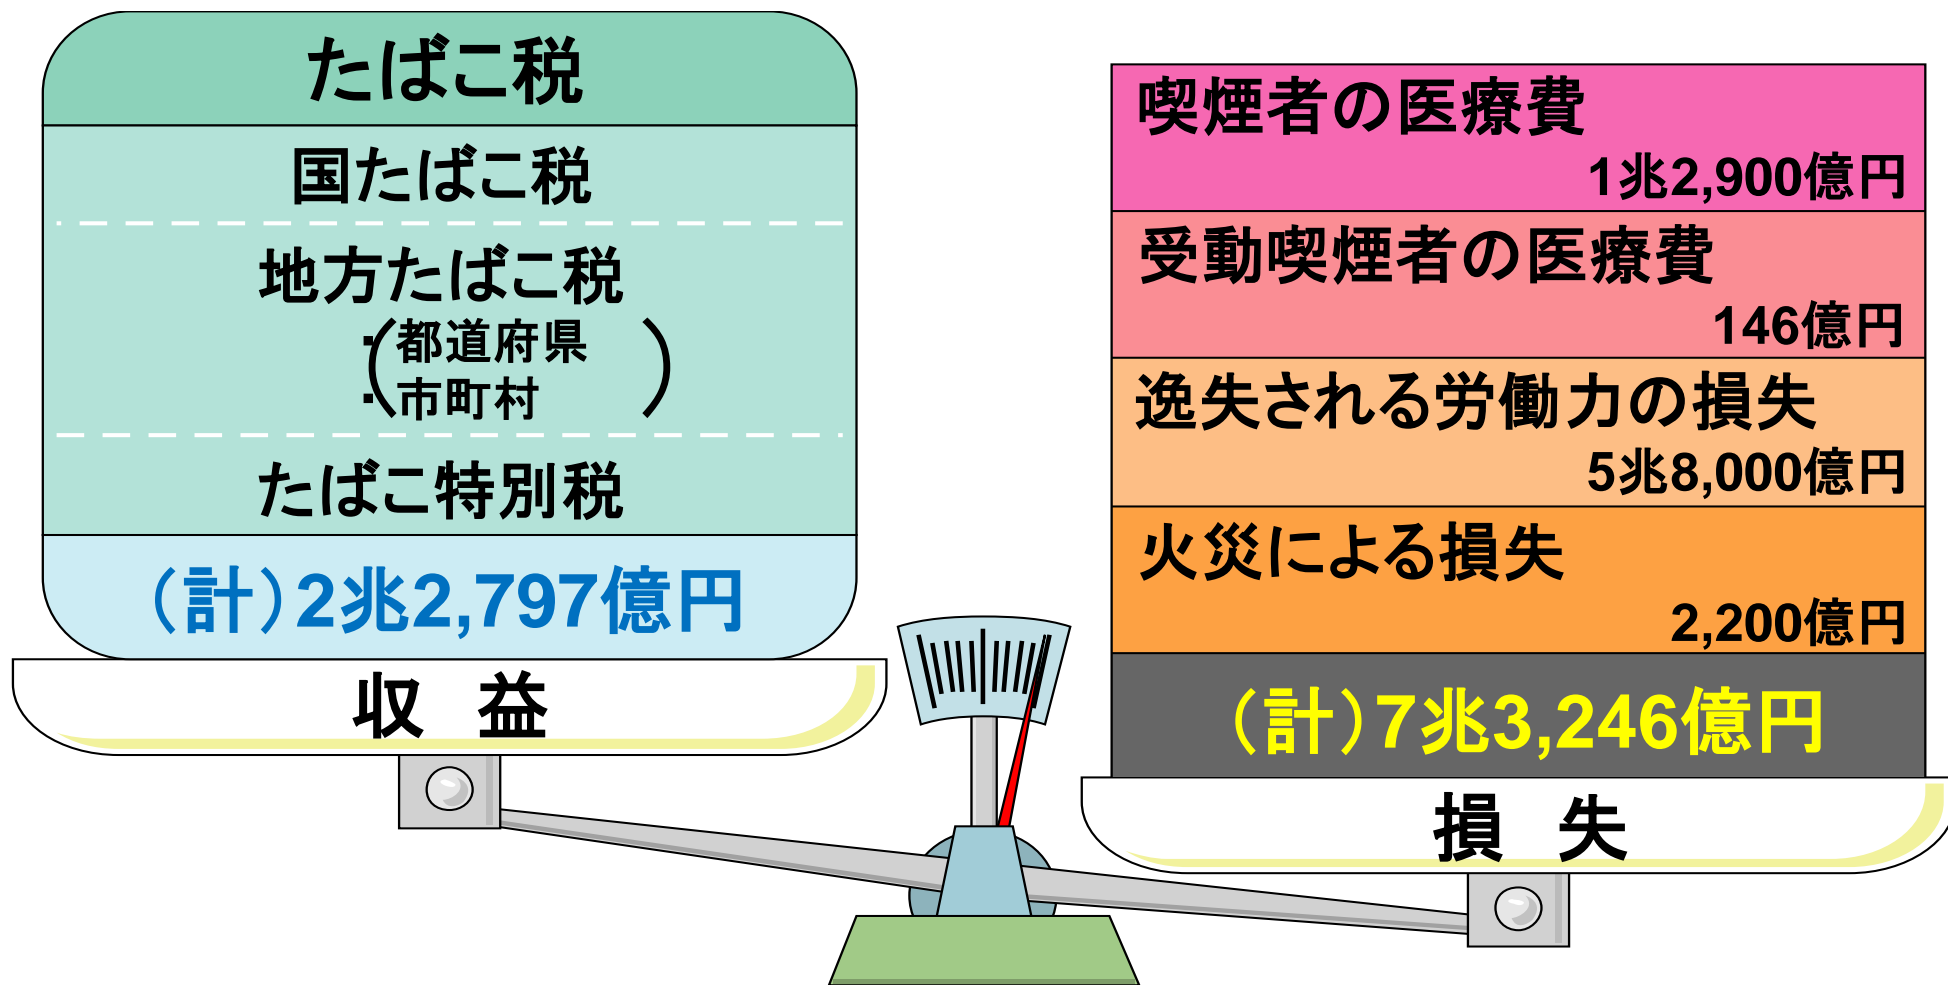 たばこ税
国たばこ税
地方たばこ税
(・都道府県
・市町村)
たばこ特別税
(計)2兆2,797億円
収 益
喫煙者の医療費
1兆2,900億円
受動喫煙者の医療費
146億円
逸失される労働力の損失
5兆8,000億円
火災による損失
2,200億円
(計)7兆3,246億円
損 失